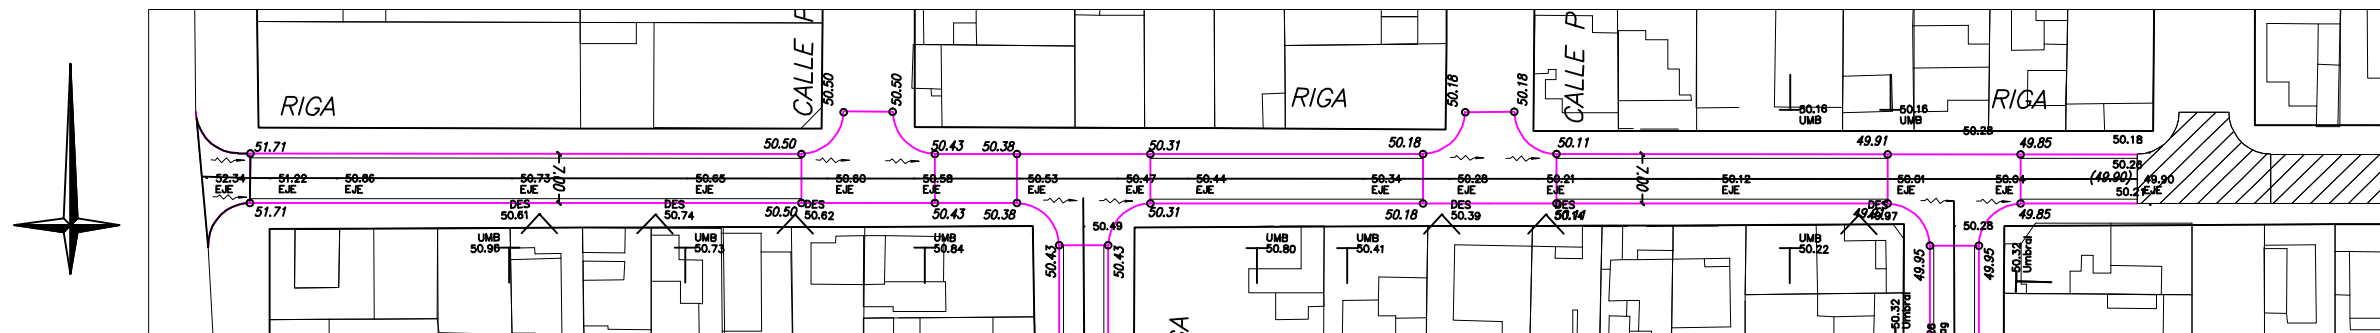 CALLE P
CALLE P
RIGA
RIGA
RIGA
50.50
50.50
50.18
50.18
50.16
UMB
50.16
UMB
50.28
51.71
50.50
50.43
50.38
50.31
50.18
50.11
49.91
49.85
50.18
7.00
7.00
52.34
EJE
51.22
EJE
50.86
EJE
50.73
EJE
50.65
EJE
50.60
EJE
50.58
EJE
50.53
EJE
50.47
EJE
50.44
EJE
50.34
EJE
50.28
EJE
50.21
EJE
50.12
EJE
EJE
EJE
50.28
(49.90)
49.90
EJE
51.71
DES
50.61
DES
50.74
50.50
DES
50.62
50.43
50.38
50.31
50.18
DES
50.39
DES
DES
49.97
49.85
50.49
50.28
UMB
50.96
UMB
50.73
UMB
50.84
UMB
50.80
UMB
50.41
UMB
50.22
50.43
50.43
49.95
49.95
50.32
Umbral
50.32
Umbral